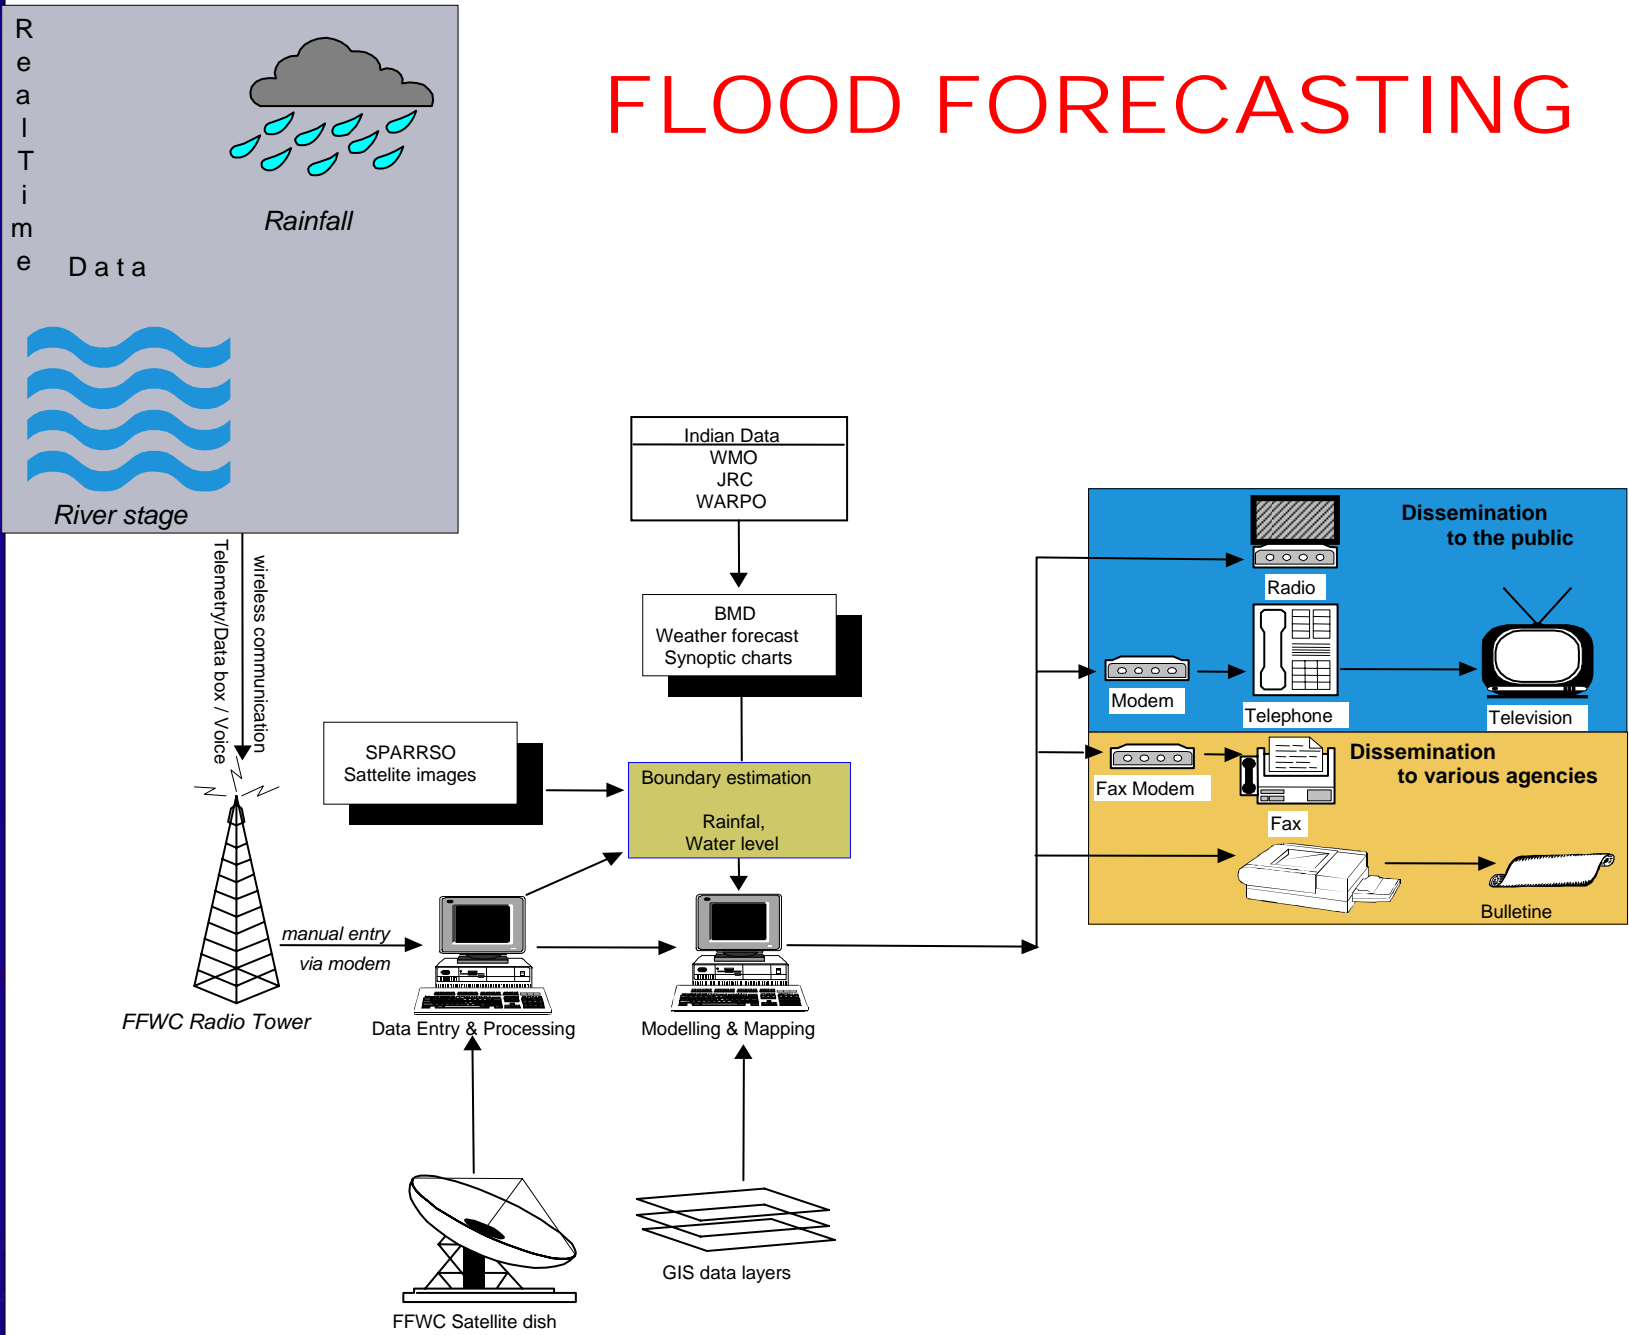 FLOOD FORECASTING
RealTime
Data
Rainfall
River stage
wireless communication
Telemetry/Data box / Voice
Indian Data
WMO
JRC
WARPO
BMD
Weather forecast
Synoptic charts
SPARRSO
Sattelite images
Boundary estimation
Rainfal,
Water level
manual entry
via modem
FFWC Radio Tower
Data Entry & Processing
Modelling & Mapping
FFWC Satellite dish
GIS data layers
Dissemination
to the public
Radio
Modem
Telephone
Television
Dissemination
to various agencies
Fax Modem
Fax
Bulletine